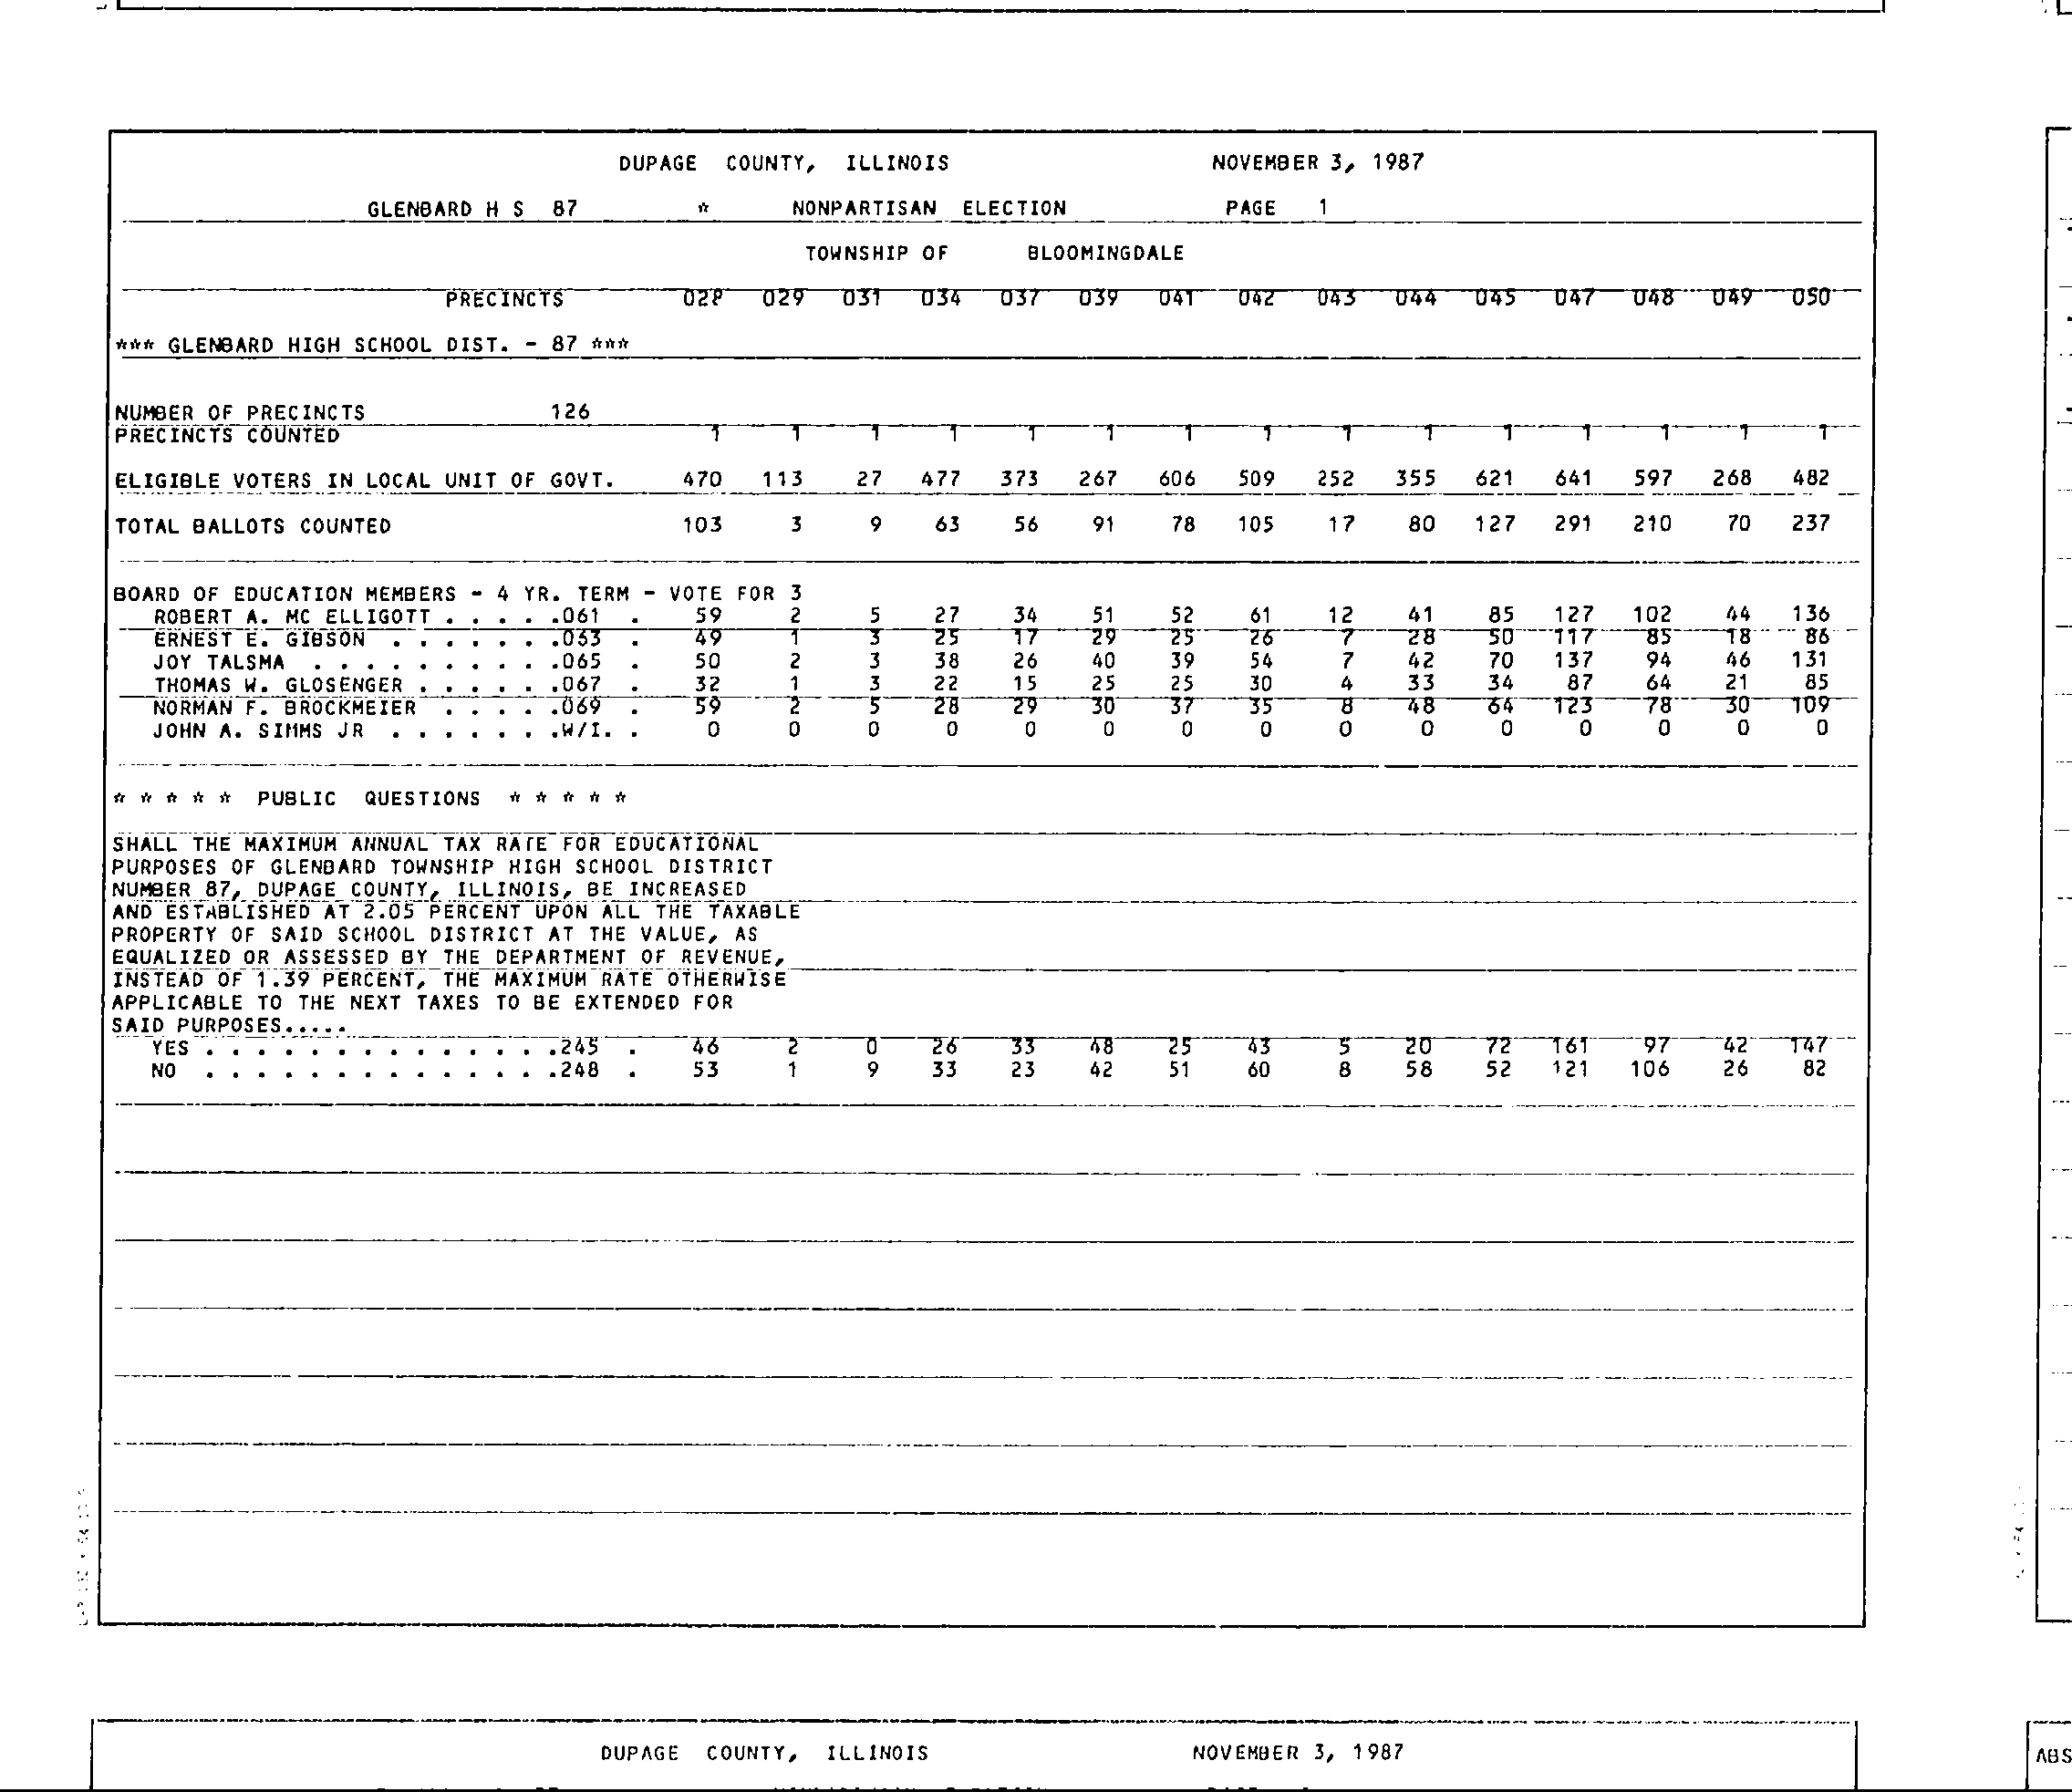 DUPAGE COUNTY, ILLINOIS NOVEMBER 3, 1987
GLENBARD H S 87 * NONPARTISAN ELECTION PAGE 1
TOWNSHIP OF BLOOMINGDALE
PRECINCTS 028 029 031 034 037 039 041 042 043 044 045 047 048 049 050
*** GLENBARD HIGH SCHOOL DIST. - 87 ***
NUMBER OF PRECINCTS 126
PRECINCTS COUNTED 1 1 1 1 1 1 1 1 1 1 1 1 1 1 1
ELIGIBLE VOTERS IN LOCAL UNIT OF GOVT. 470 113 27 477 373 267 606 509 252 355 621 641 597 268 482
TOTAL BALLOTS COUNTED 103 3 9 63 56 91 78 105 17 80 127 291 210 70 237
BOARD OF EDUCATION MEMBERS - 4 YR. TERM - VOTE FOR 3
ROBERT A. MC ELLIGOTT . . . . .061 . 59 2 5 27 34 51 52 61 12 41 85 127 102 44 136
ERNEST E. GIBSON . . . . . . .063 . 49 1 3 25 17 29 25 26 7 28 50 117 85 18 86
JOY TALSMA . . . . . . . . . .065 . 50 2 3 38 26 40 39 54 7 42 70 137 94 46 131
THOMAS W. GLOSENGER . . . . . .067 . 32 1 3 22 15 25 25 30 4 33 34 87 64 21 85
NORMAN F. BROCKMEIER . . . . .069 . 59 2 5 28 29 30 37 35 8 48 64 123 78 30 109
JOHN A. SIMMS JR . . . . . . .W/I. . 0 0 0 0 0 0 0 0 0 0 0 0 0 0 0
* * * * * PUBLIC QUESTIONS * * * * *
SHALL THE MAXIMUM ANNUAL TAX RATE FOR EDUCATIONAL
PURPOSES OF GLENBARD TOWNSHIP HIGH SCHOOL DISTRICT
NUMBER 87, DUPAGE COUNTY, ILLINOIS, BE INCREASED
AND ESTABLISHED AT 2.05 PERCENT UPON ALL THE TAXABLE
PROPERTY OF SAID SCHOOL DISTRICT AT THE VALUE, AS
EQUALIZED OR ASSESSED BY THE DEPARTMENT OF REVENUE,
INSTEAD OF 1.39 PERCENT, THE MAXIMUM RATE OTHERWISE
APPLICABLE TO THE NEXT TAXES TO BE EXTENDED FOR
SAID PURPOSES.....
YES . . . . . . . . . . . . . .245 . 46 2 0 26 33 48 25 43 5 20 72 161 97 42 147
NO . . . . . . . . . . . . . .248 . 53 1 9 33 23 42 51 60 8 58 52 121 106 26 82
DUPAGE COUNTY, ILLINOIS NOVEMBER 3, 1987
ABS